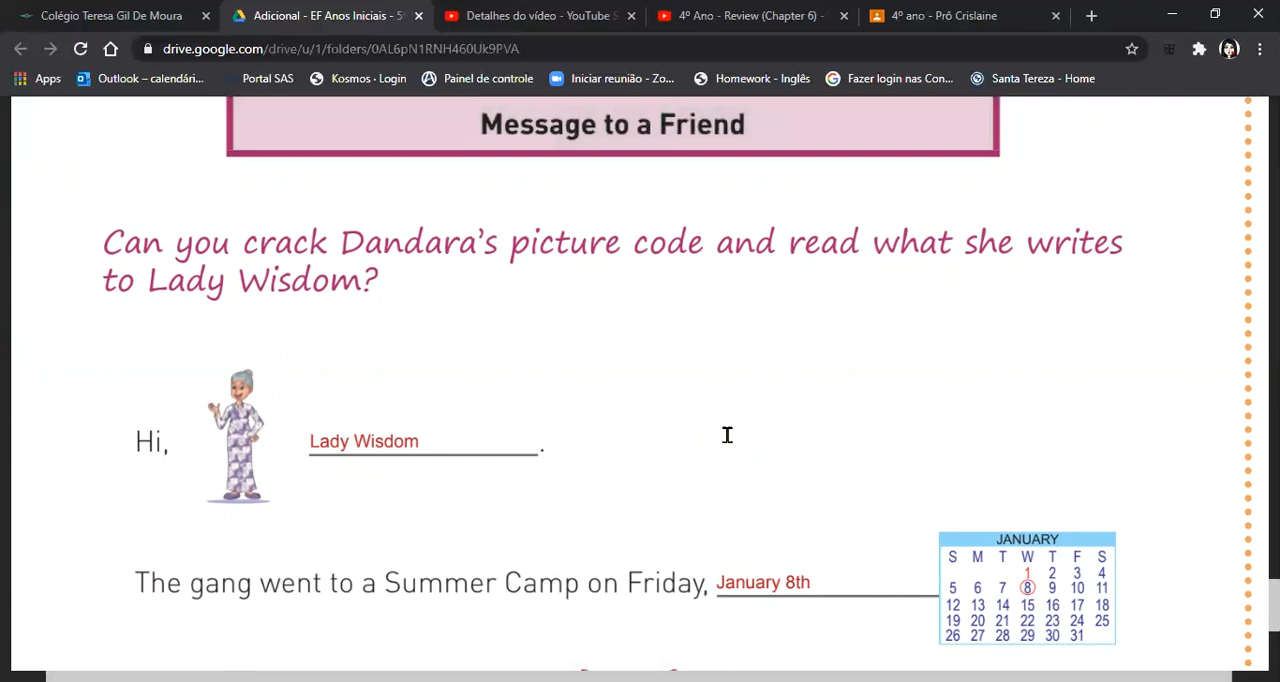 Colégio Teresa Gil De Moura
Adicional - EF Anos Iniciais - 5
Detalhes do vídeo - YouTube S
4º Ano - Review (Chapter 6) -
4º ano - Prô Crislaine
drive.google.com/drive/u/1/folders/0AL6pN1RNH460Uk9PVA
Apps
Outlook – calendári...
Portal SAS
Kosmos · Login
Painel de controle
Iniciar reunião - Zo...
Homework - Inglês
Fazer login nas Con...
Santa Tereza - Home
Message to a Friend
Can you crack Dandara's picture code and read what she writes
to Lady Wisdom?
Hi, Lady Wisdom.
The gang went to a Summer Camp on Friday, January 8th
JANUARY
S M T W T F S
1 2 3 4
5 6 7 8 9 10 11
12 13 14 15 16 17 18
19 20 21 22 23 24 25
26 27 28 29 30 31